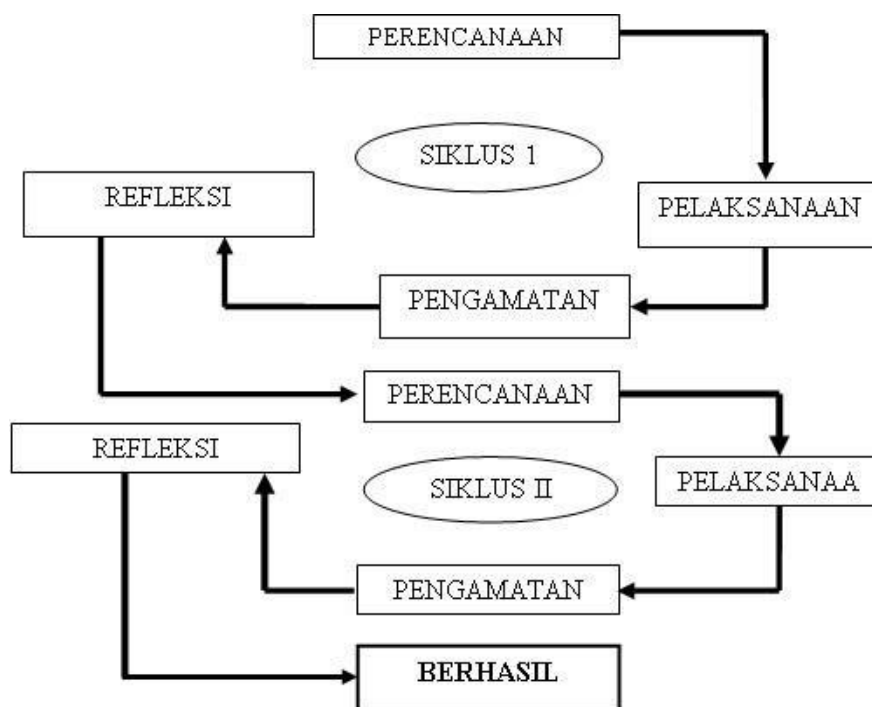 PERENCANAAN
SIKLUS 1
REFLEKSI
PELAKSANAAN
PENGAMATAN
PERENCANAAN
REFLEKSI
SIKLUS II
PELAKSANAA
PENGAMATAN
BERHASIL